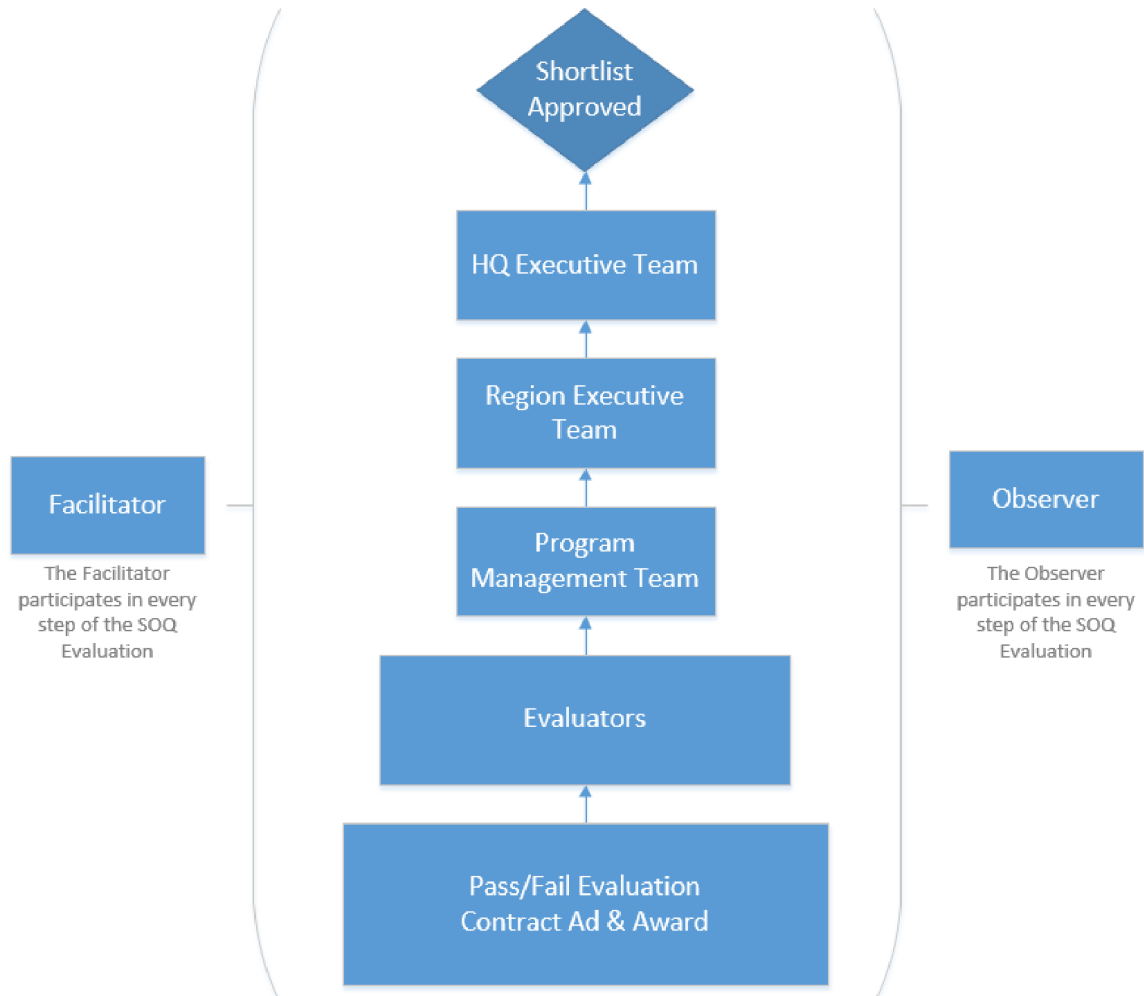 Shortlist
Approved
HQ Executive Team
Region Executive
Team
Facilitator
The Facilitator
participates in every
step of the SOQ
Evaluation
Program
Management Team
Observer
The Observer
participates in every
step of the SOQ
Evaluation
Evaluators
Pass/Fail Evaluation
Contract Ad & Award